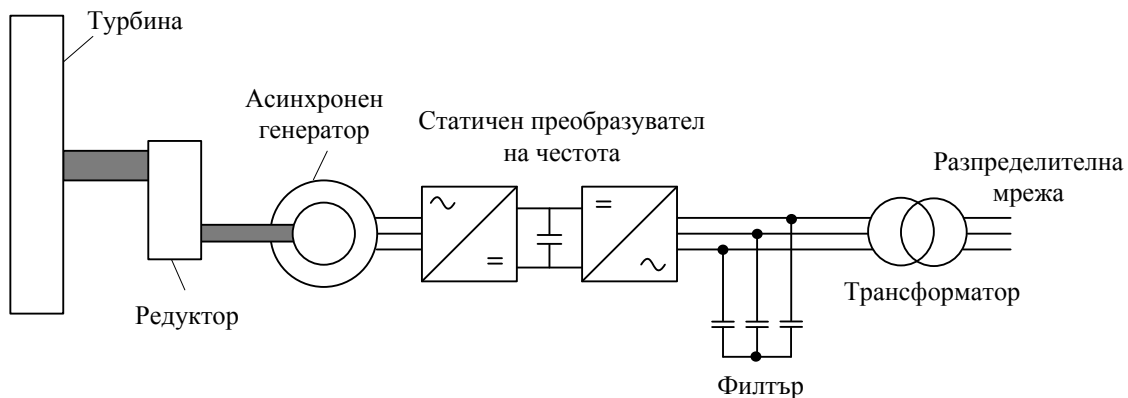 Турбина
Асинхронен
генератор
Статичен преобразувател
на честота
Разпределителна
мрежа
Редуктор
Трансформатор
Филтър